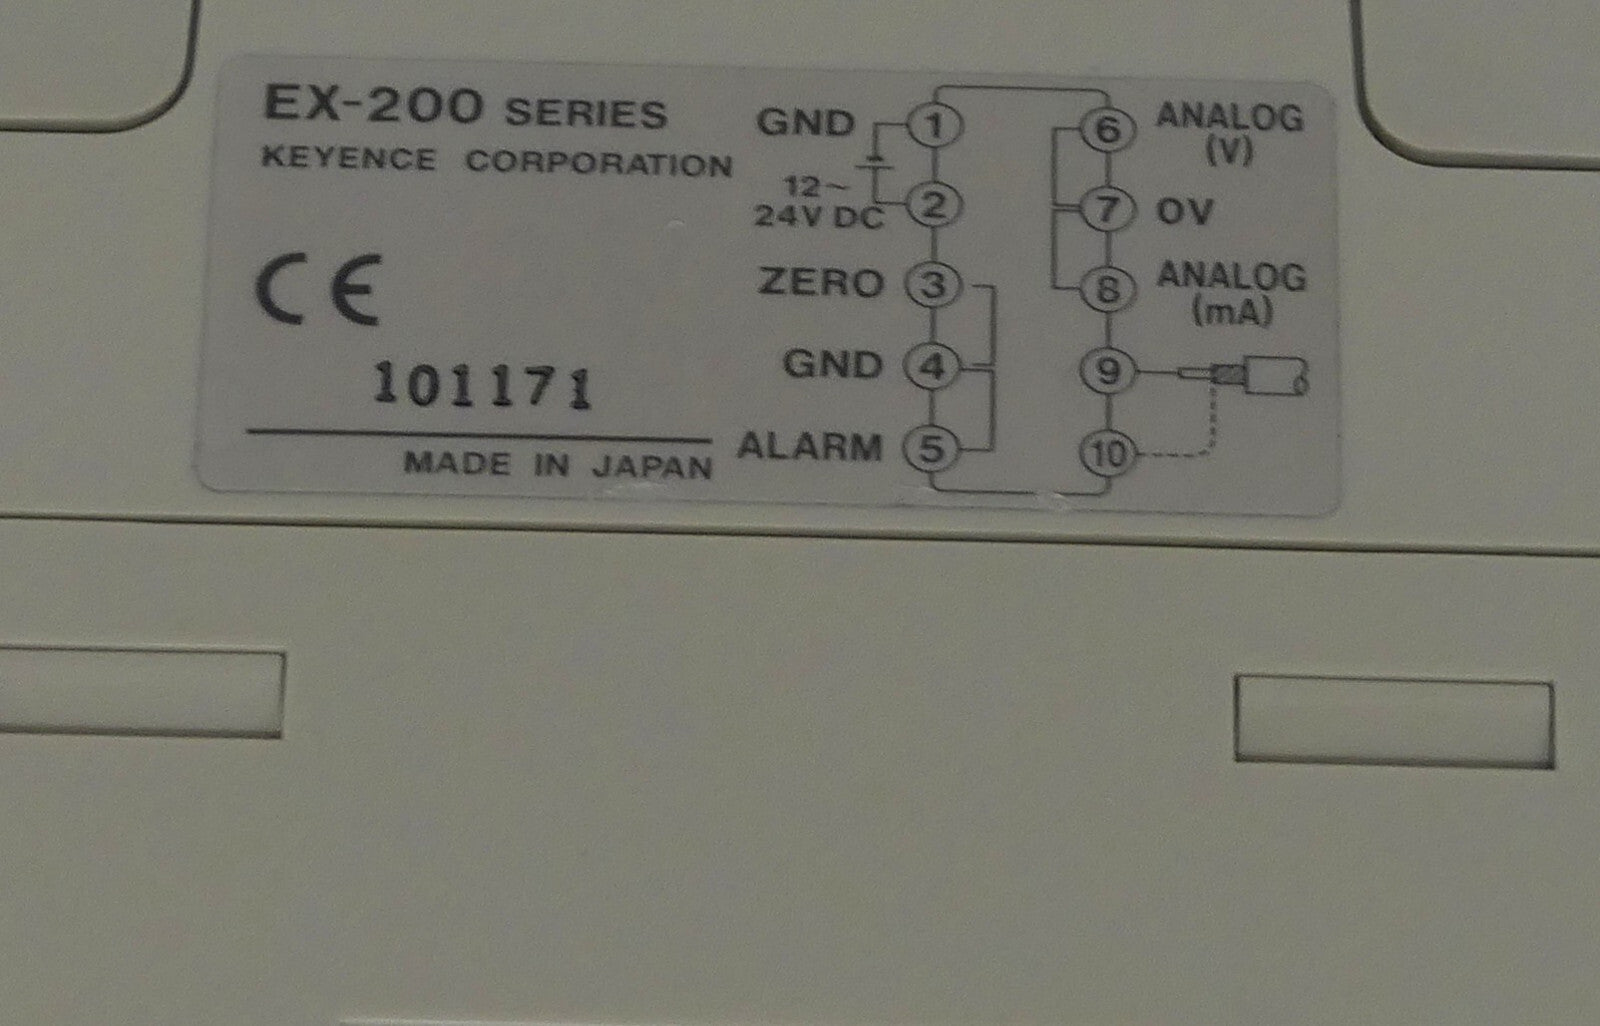 EX-200 SERIES
KEYENCE CORPORATION
CE
101171
MADE IN JAPAN
GND 1
12~
24V DC 2
ZERO 3
GND 4
ALARM 5
6 ANALOG
(V)
7 0V
8 ANALOG
(mA)
9
10